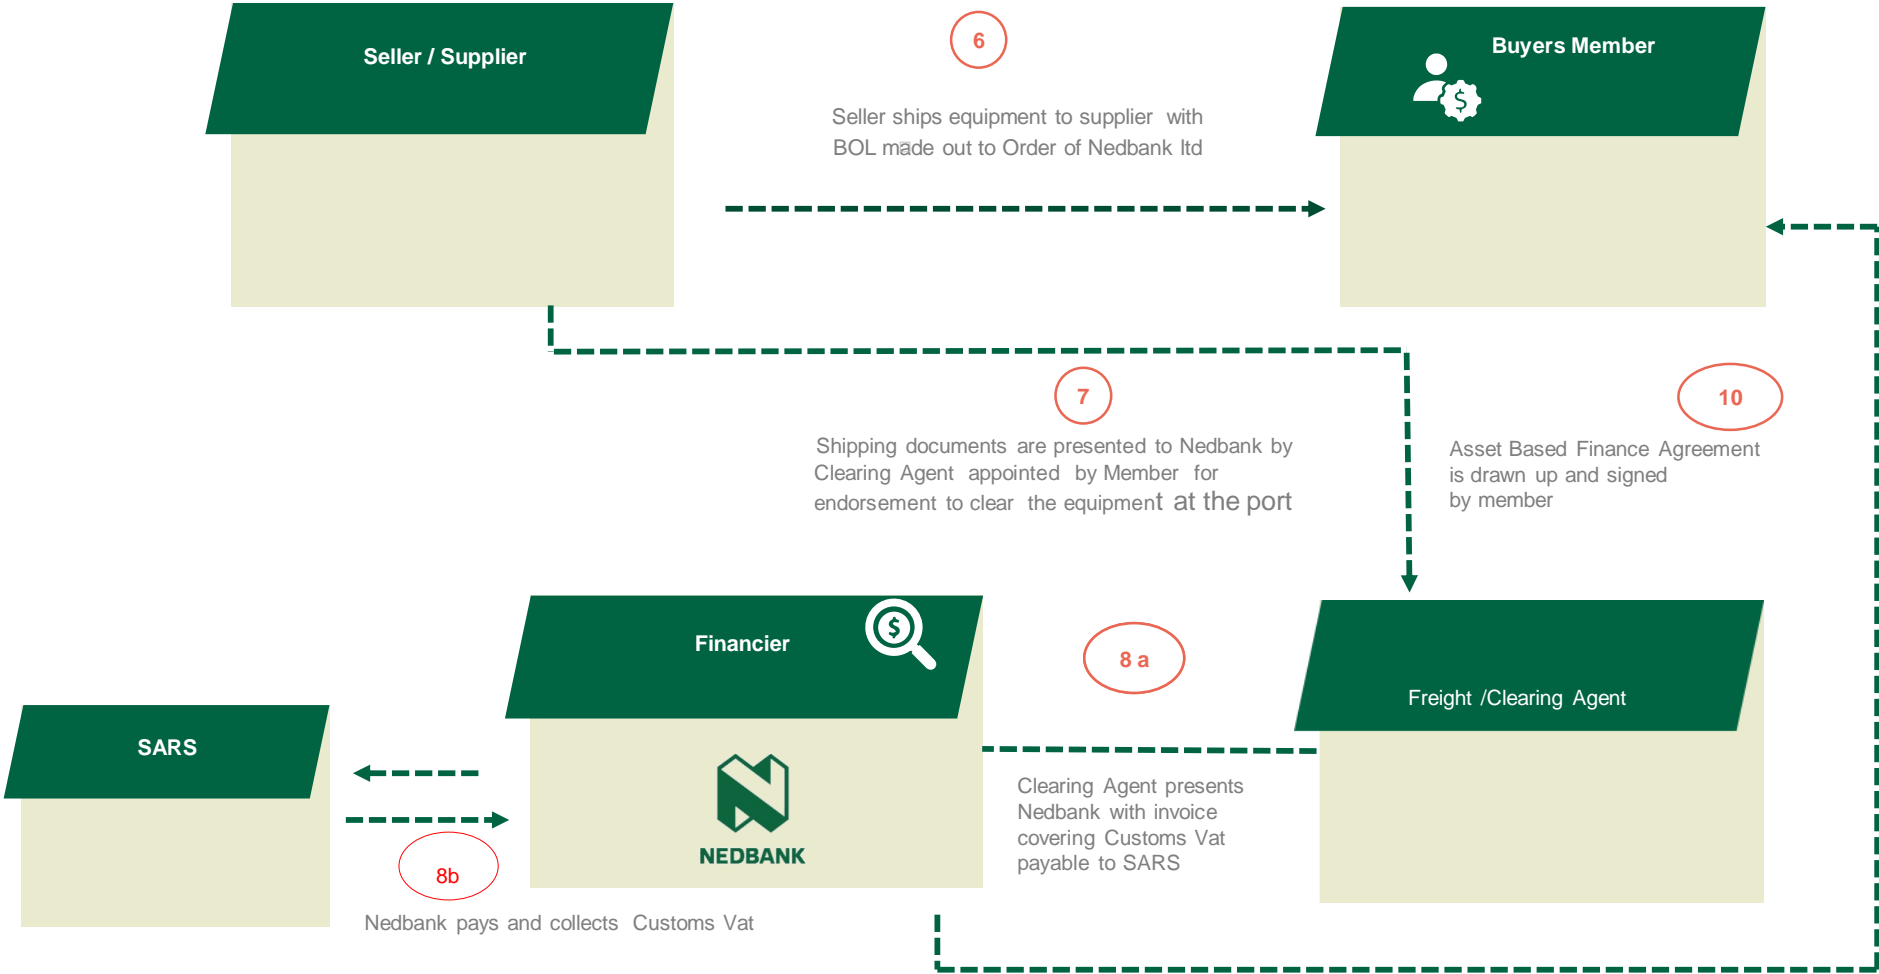 Seller / Supplier
6
Buyers Member
$
Seller ships equipment to supplier with
BOL made out to Order of Nedbank ltd
7
10
Shipping documents are presented to Nedbank by
Clearing Agent appointed by Member for
endorsement to clear the equipment at the port
Asset Based Finance Agreement
is drawn up and signed
by member
Financier
$
8 a
Freight /Clearing Agent
SARS
NEDBANK
Clearing Agent presents
Nedbank with invoice
covering Customs Vat
payable to SARS
8b
Nedbank pays and collects Customs Vat